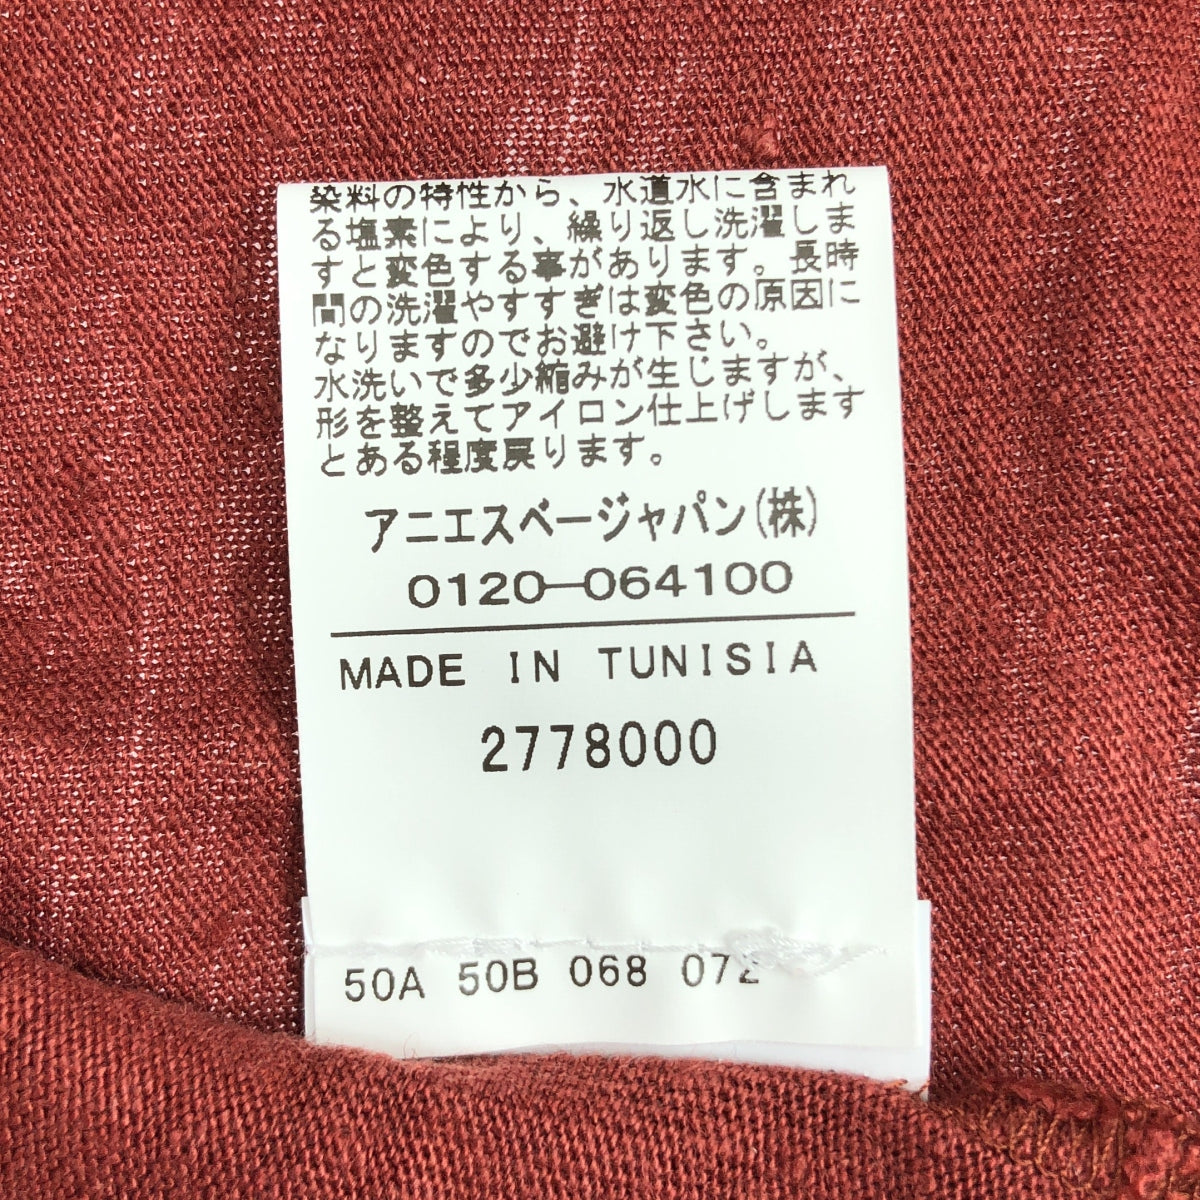 染料の特性から、水道水に含まれ
る塩素により、繰り返し洗濯しま
すと変色する事があります。長時
間の洗濯やすすぎは変色の原因に
なりますのでお避け下さい。
水洗いで多少縮みが生じますが、
形を整えてアイロン仕上げします
とある程度戻ります。
アニエスベージャパン(株)
0120-064100
MADE IN TUNISIA
2778000
50A 50B 068 072